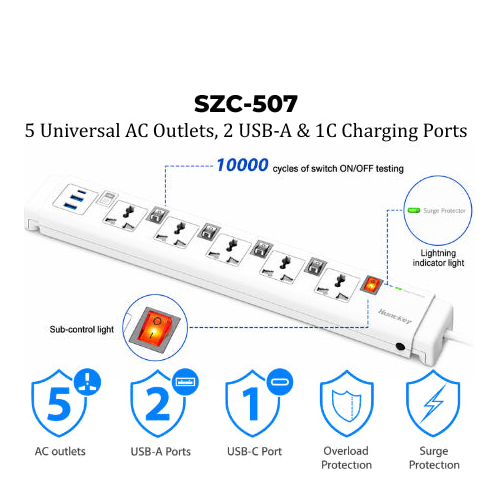 SZC-507
5 Universal AC Outlets, 2 USB-A & 1C Charging Ports
10000 cycles of switch ON/OFF testing
Surge Protector
Lightning
indicator light
Huntkey
Sub-control light
5
2
1
AC outlets
USB-A Ports
USB-C Port
Overload
Protection
Surge
Protection